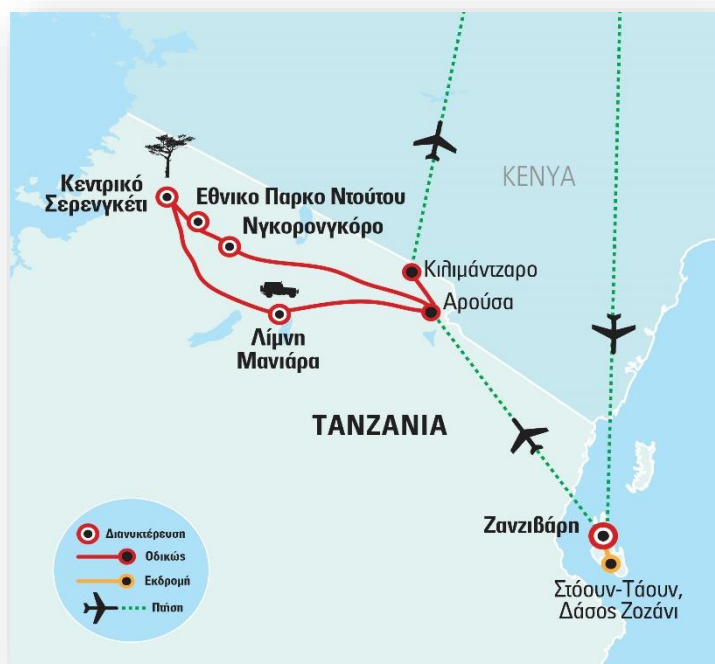 KENYA
Κεντρικό
Σερενγκέτι
Εθνικο Παρκο Ντούτου
Νγκορονγκόρο
Κιλιμάντζαρο
Αρούσα
Λίμνη
Μανιάρα
TANZANIA
Ζανζιβάρη
Στόουν-Τάουν,
Δάσος Ζοζάνι
Διανυκτέρευση
Οδικώς
Εκδρομή
Πτήση